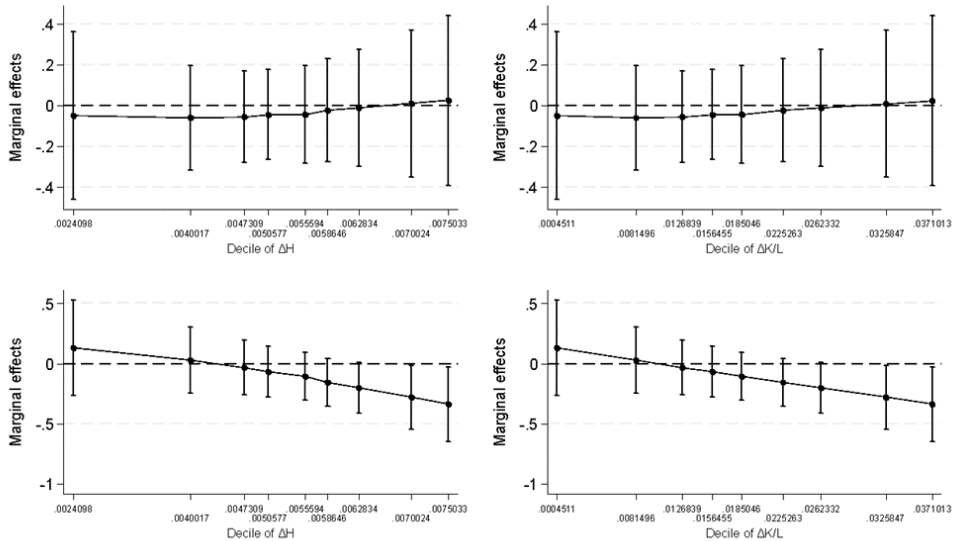 .4
.2
0
-.2
-.4
Marginal effects
.0024098 .0040017 .0047309 .0055594 .0062834 .0075033
.0050577 .0058646 .0070024
Decile of ΔH
.4
.2
0
-.2
-.4
Marginal effects
.0004511 .0126839 .0185046 .0262332 .0371013
.0081496 .0156455 .0225263 .0325847
Decile of ΔK/L
.5
0
-.5
-1
Marginal effects
.0024098 .0040017 .0047309 .0055594 .0062834 .0075033
.0050577 .0058646 .0070024
Decile of ΔH
.5
0
-.5
-1
Marginal effects
.0004511 .0126839 .0185046 .0262332 .0371013
.0081496 .0156455 .0225263 .0325847
Decile of ΔK/L